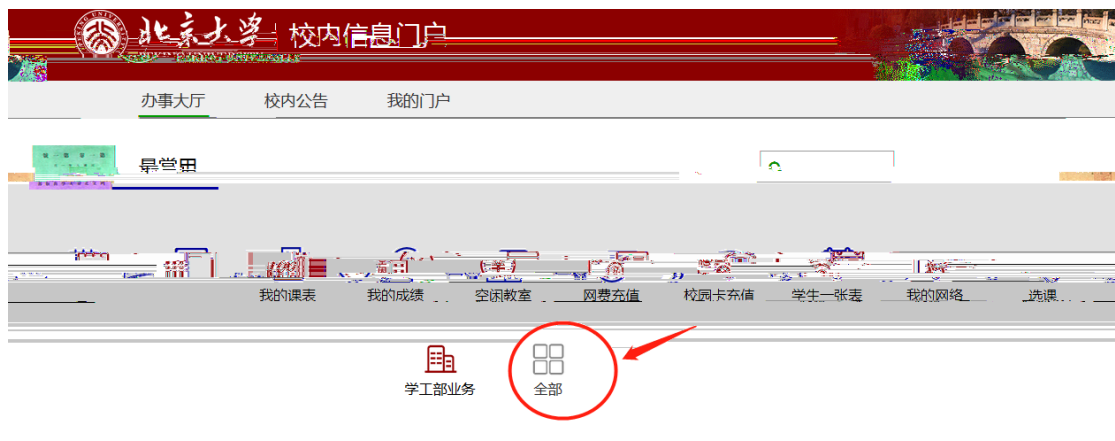 北京大学 校内信息门户
办事大厅 校内公告 我的门户
最常用
我的课表 我的成绩 空闲教室 网费充值 校园卡充值 学生一张表 我的网络 选课
学工部业务 全部